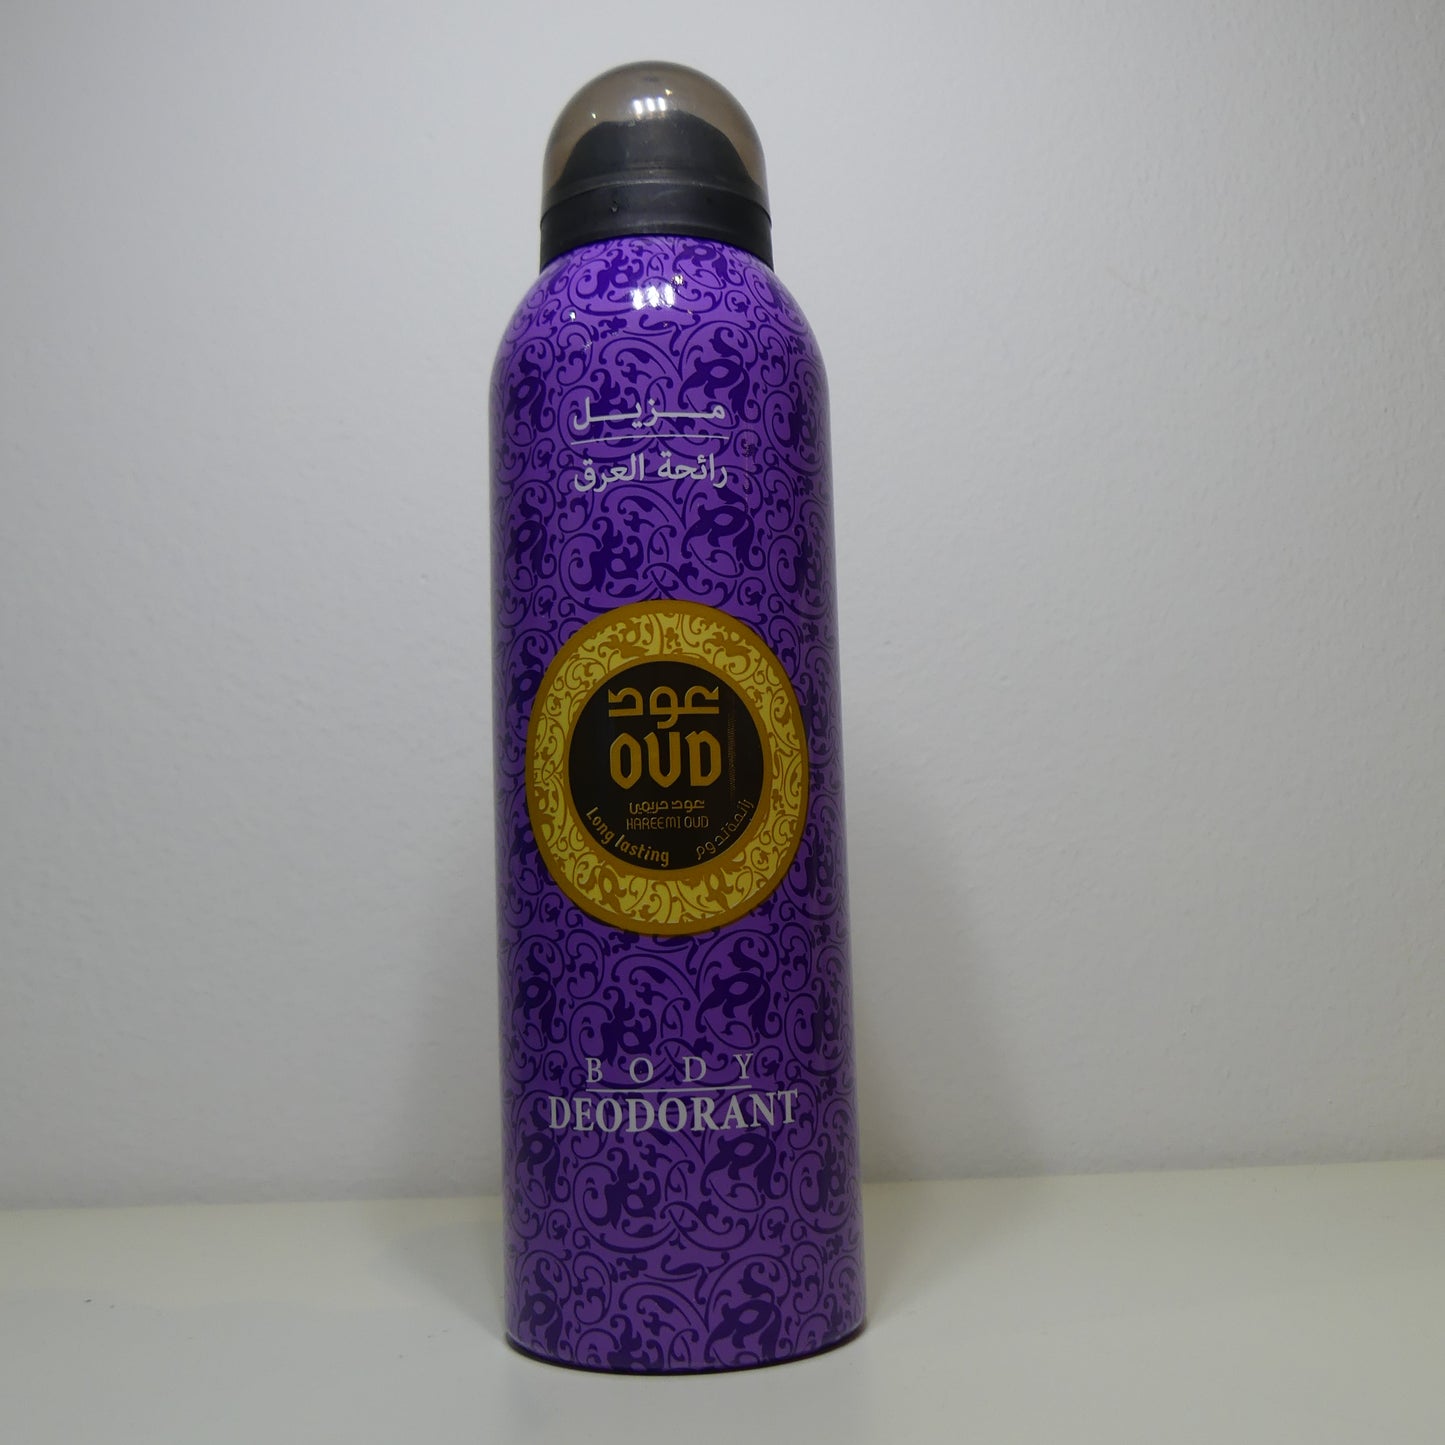 مزيل
رائحة العرق
عود
OUD
عود حريمي
HAREEMI OUD
Long lasting
رائحة تدوم
BODY
DEODORANT